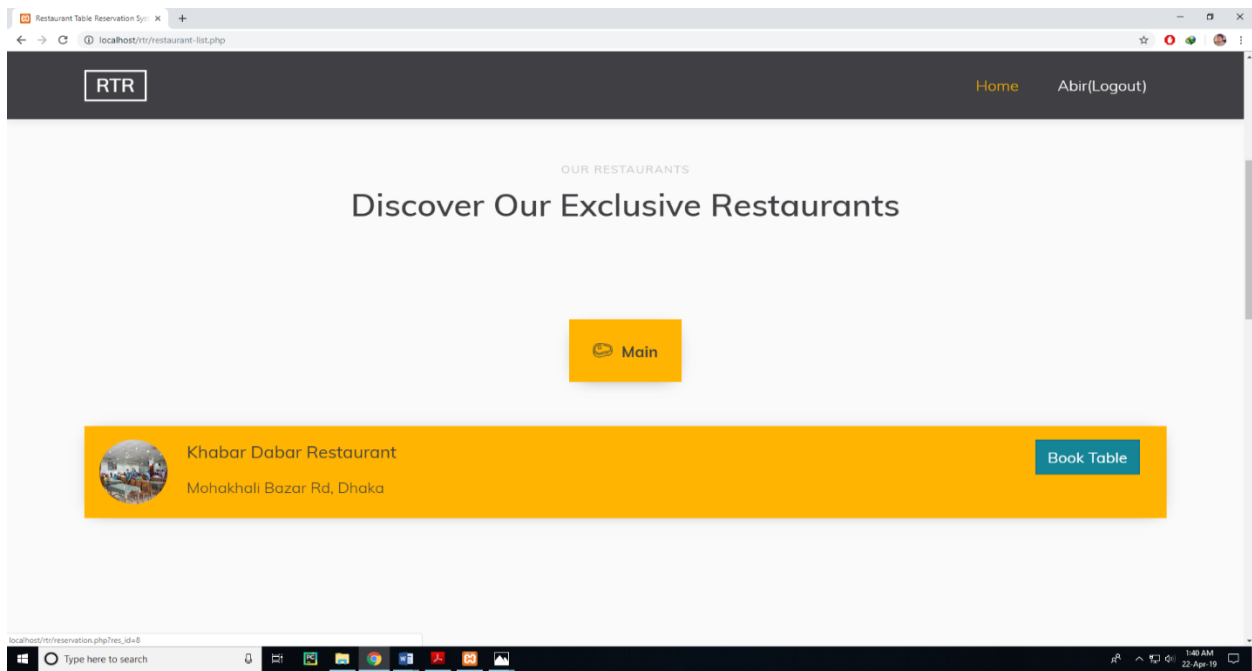 Restaurant Table Reservation Sys
localhost/rtr/restaurant-list.php
RTR
Home
Abir(Logout)
OUR RESTAURANTS
Discover Our Exclusive Restaurants
Main
Khabar Dabar Restaurant
Book Table
Mohakhali Bazar Rd, Dhaka
localhost/rtr/reservation.php?res_id=8
Type here to search
1:40 AM
22-Apr-19